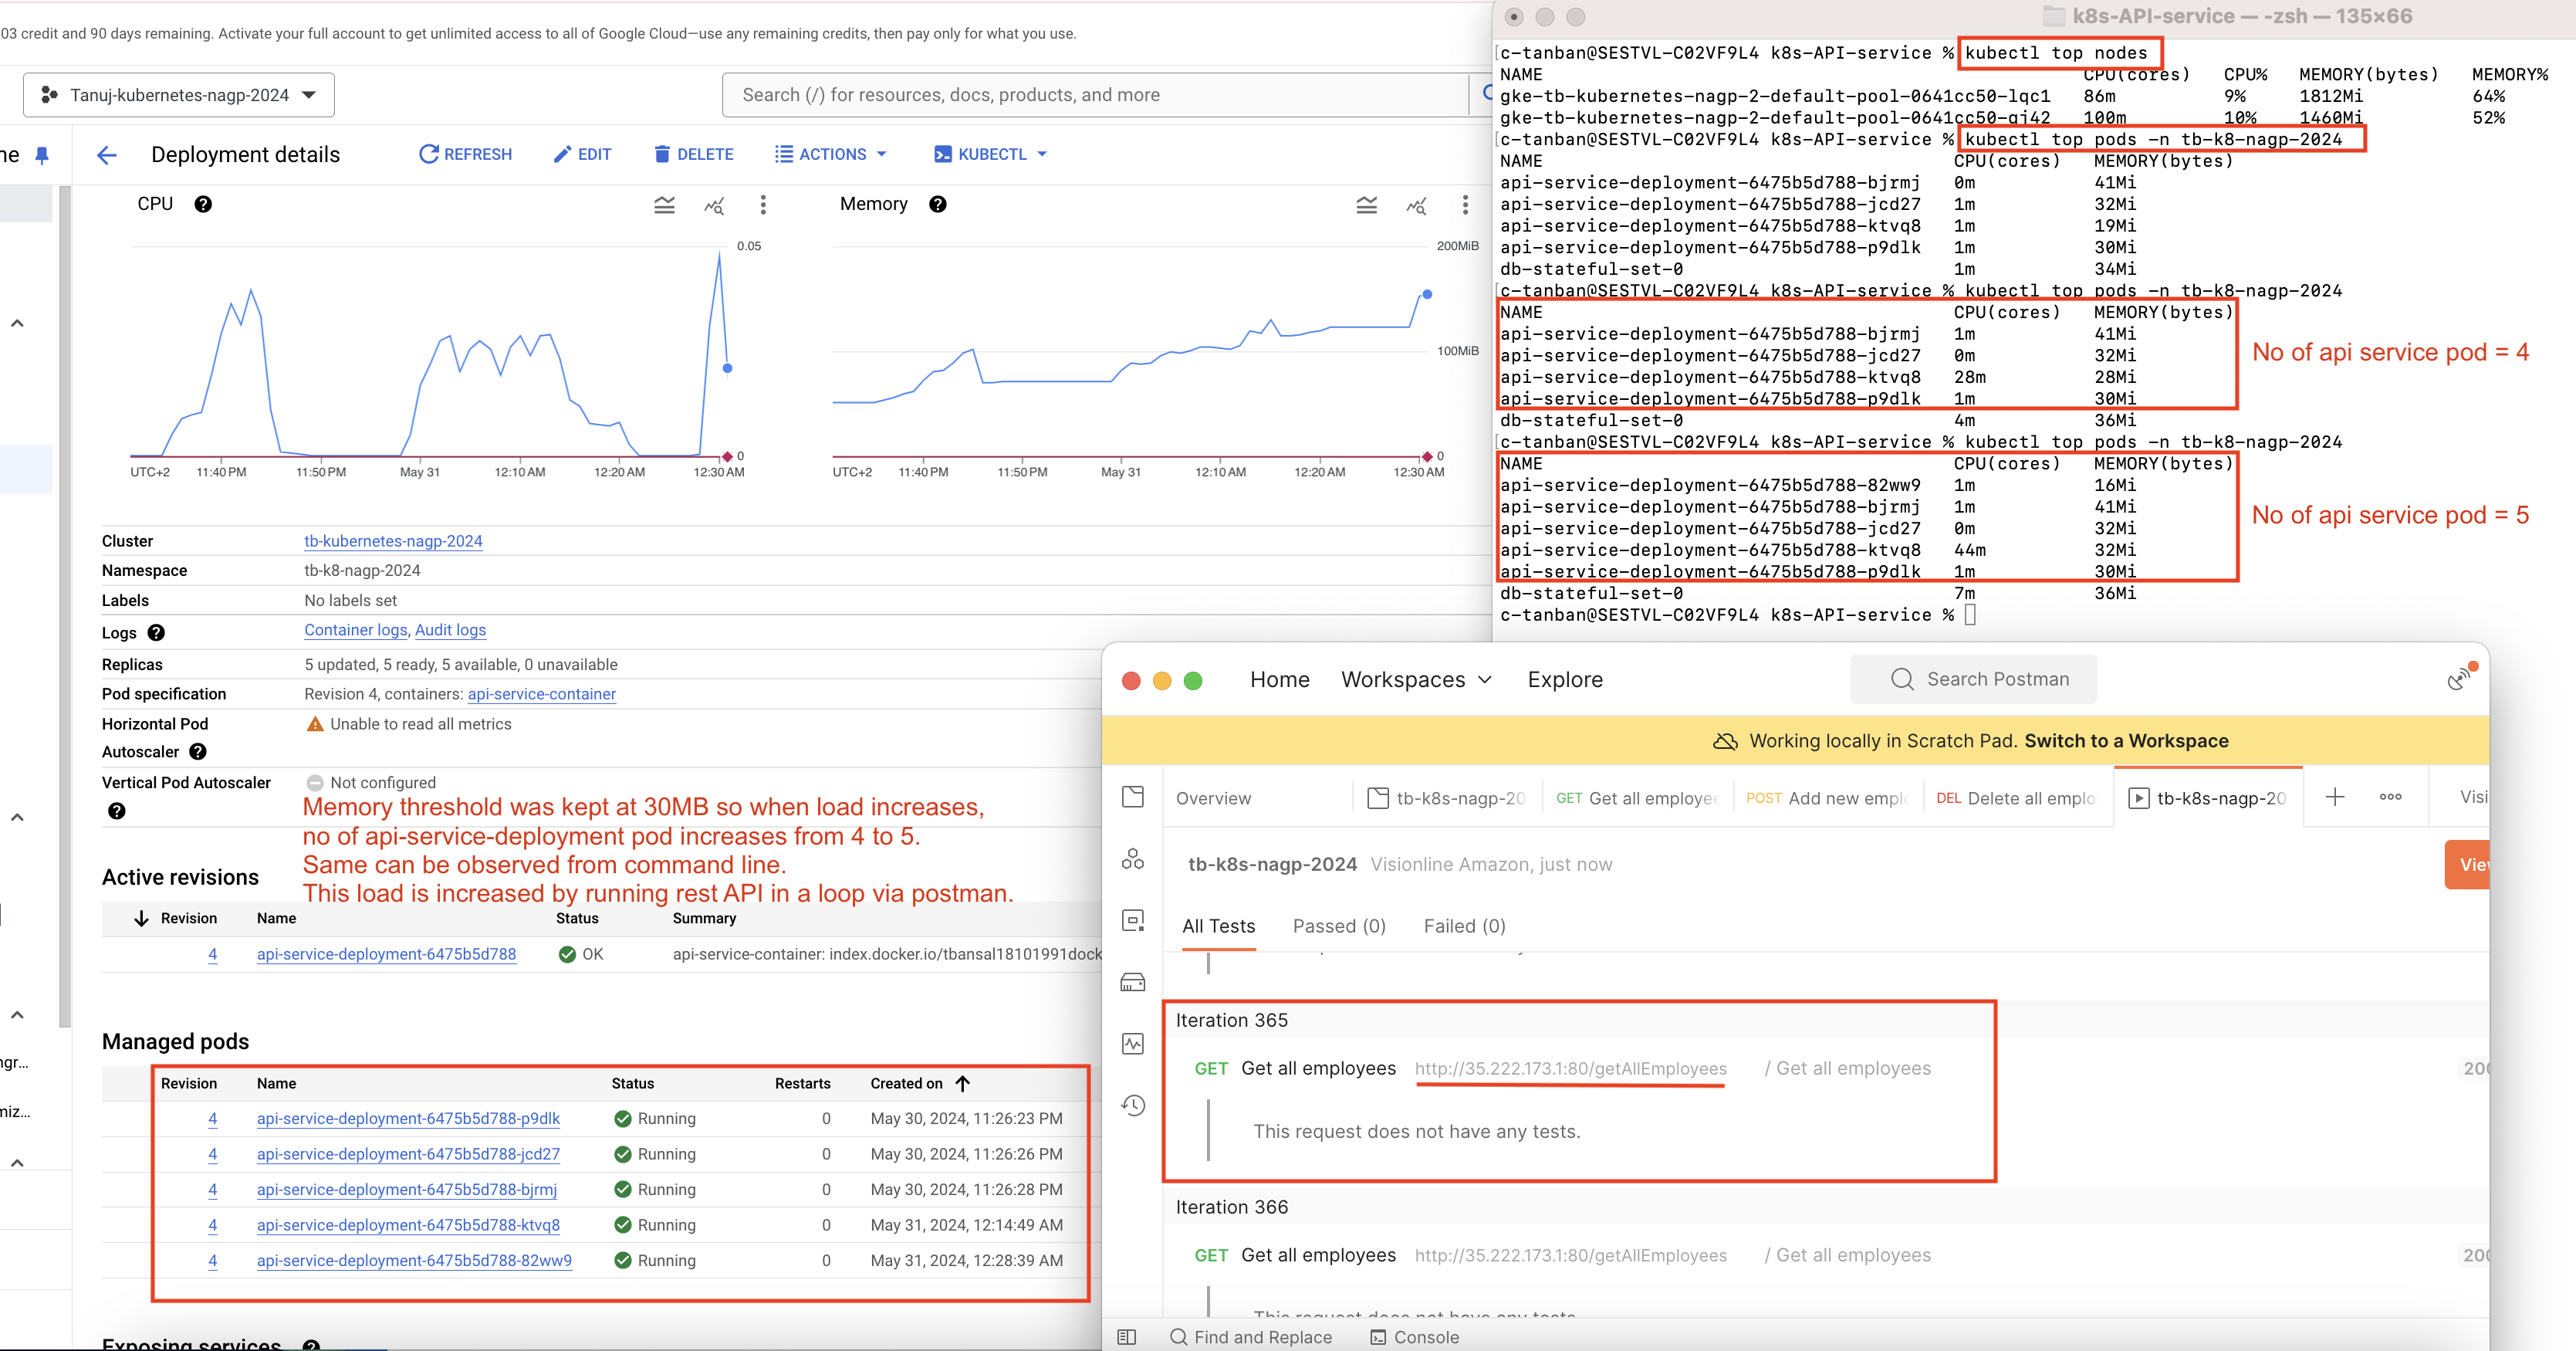 03 credit and 90 days remaining. Activate your full account to get unlimited access to all of Google Cloud—use any remaining credits, then pay only for what you use.
Tanuj-kubernetes-nagp-2024
Search (/) for resources, docs, products, and more
Deployment details
REFRESH
EDIT
DELETE
ACTIONS
KUBECTL
CPU
0.05
0
UTC+2 11:40 PM 11:50 PM May 31 12:10 AM 12:20 AM 12:30 AM
Memory
200MiB
100MiB
0
UTC+2 11:40 PM 11:50 PM May 31 12:10 AM 12:20 AM 12:30 AM
Cluster tb-kubernetes-nagp-2024
Namespace tb-k8-nagp-2024
Labels No labels set
Logs Container logs, Audit logs
Replicas 5 updated, 5 ready, 5 available, 0 unavailable
Pod specification Revision 4, containers: api-service-container
Horizontal Pod Unable to read all metrics
Autoscaler
Vertical Pod Autoscaler Not configured
Memory threshold was kept at 30MB so when load increases,
no of api-service-deployment pod increases from 4 to 5.
Same can be observed from command line.
This load is increased by running rest API in a loop via postman.
Active revisions
Revision Name Status Summary
4 api-service-deployment-6475b5d788 OK api-service-container: index.docker.io/tbansal18101991dock
Managed pods
Revision Name Status Restarts Created on
4 api-service-deployment-6475b5d788-p9dlk Running 0 May 30, 2024, 11:26:23 PM
4 api-service-deployment-6475b5d788-jcd27 Running 0 May 30, 2024, 11:26:26 PM
4 api-service-deployment-6475b5d788-bjrmj Running 0 May 30, 2024, 11:26:28 PM
4 api-service-deployment-6475b5d788-ktvq8 Running 0 May 31, 2024, 12:14:49 AM
4 api-service-deployment-6475b5d788-82ww9 Running 0 May 31, 2024, 12:28:39 AM
Exposing services
k8s-API-service — -zsh — 135×66
[c-tanban@SESTVL-C02VF9L4 k8s-API-service % kubectl top nodes
NAME CPU(cores) CPU% MEMORY(bytes) MEMORY%
gke-tb-kubernetes-nagp-2-default-pool-0641cc50-lqc1 86m 9% 1812Mi 64%
gke-tb-kubernetes-nagp-2-default-pool-0641cc50-qj42 100m 10% 1460Mi 52%
[c-tanban@SESTVL-C02VF9L4 k8s-API-service % kubectl top pods -n tb-k8-nagp-2024
NAME CPU(cores) MEMORY(bytes)
api-service-deployment-6475b5d788-bjrmj 0m 41Mi
api-service-deployment-6475b5d788-jcd27 1m 32Mi
api-service-deployment-6475b5d788-ktvq8 1m 19Mi
api-service-deployment-6475b5d788-p9dlk 1m 30Mi
db-stateful-set-0 1m 34Mi
[c-tanban@SESTVL-C02VF9L4 k8s-API-service % kubectl top pods -n tb-k8-nagp-2024
NAME CPU(cores) MEMORY(bytes)
api-service-deployment-6475b5d788-bjrmj 1m 41Mi
api-service-deployment-6475b5d788-jcd27 0m 32Mi
api-service-deployment-6475b5d788-ktvq8 28m 28Mi
api-service-deployment-6475b5d788-p9dlk 1m 30Mi
No of api service pod = 4
db-stateful-set-0 4m 36Mi
[c-tanban@SESTVL-C02VF9L4 k8s-API-service % kubectl top pods -n tb-k8-nagp-2024
NAME CPU(cores) MEMORY(bytes)
api-service-deployment-6475b5d788-82ww9 1m 16Mi
api-service-deployment-6475b5d788-bjrmj 1m 41Mi
api-service-deployment-6475b5d788-jcd27 0m 32Mi
api-service-deployment-6475b5d788-ktvq8 44m 32Mi
api-service-deployment-6475b5d788-p9dlk 1m 30Mi
No of api service pod = 5
db-stateful-set-0 7m 36Mi
c-tanban@SESTVL-C02VF9L4 k8s-API-service %
Home Workspaces Explore Search Postman
Working locally in Scratch Pad. Switch to a Workspace
Overview tb-k8s-nagp-20 GET Get all employee POST Add new empl DEL Delete all emplo tb-k8s-nagp-20 Visi
tb-k8s-nagp-2024 Visionline Amazon, just now
View
All Tests Passed (0) Failed (0)
Iteration 365
GET Get all employees http://35.222.173.1:80/getAllEmployees / Get all employees 200
This request does not have any tests.
Iteration 366
GET Get all employees http://35.222.173.1:80/getAllEmployees / Get all employees 200
This request does not have any tests.
Find and Replace Console